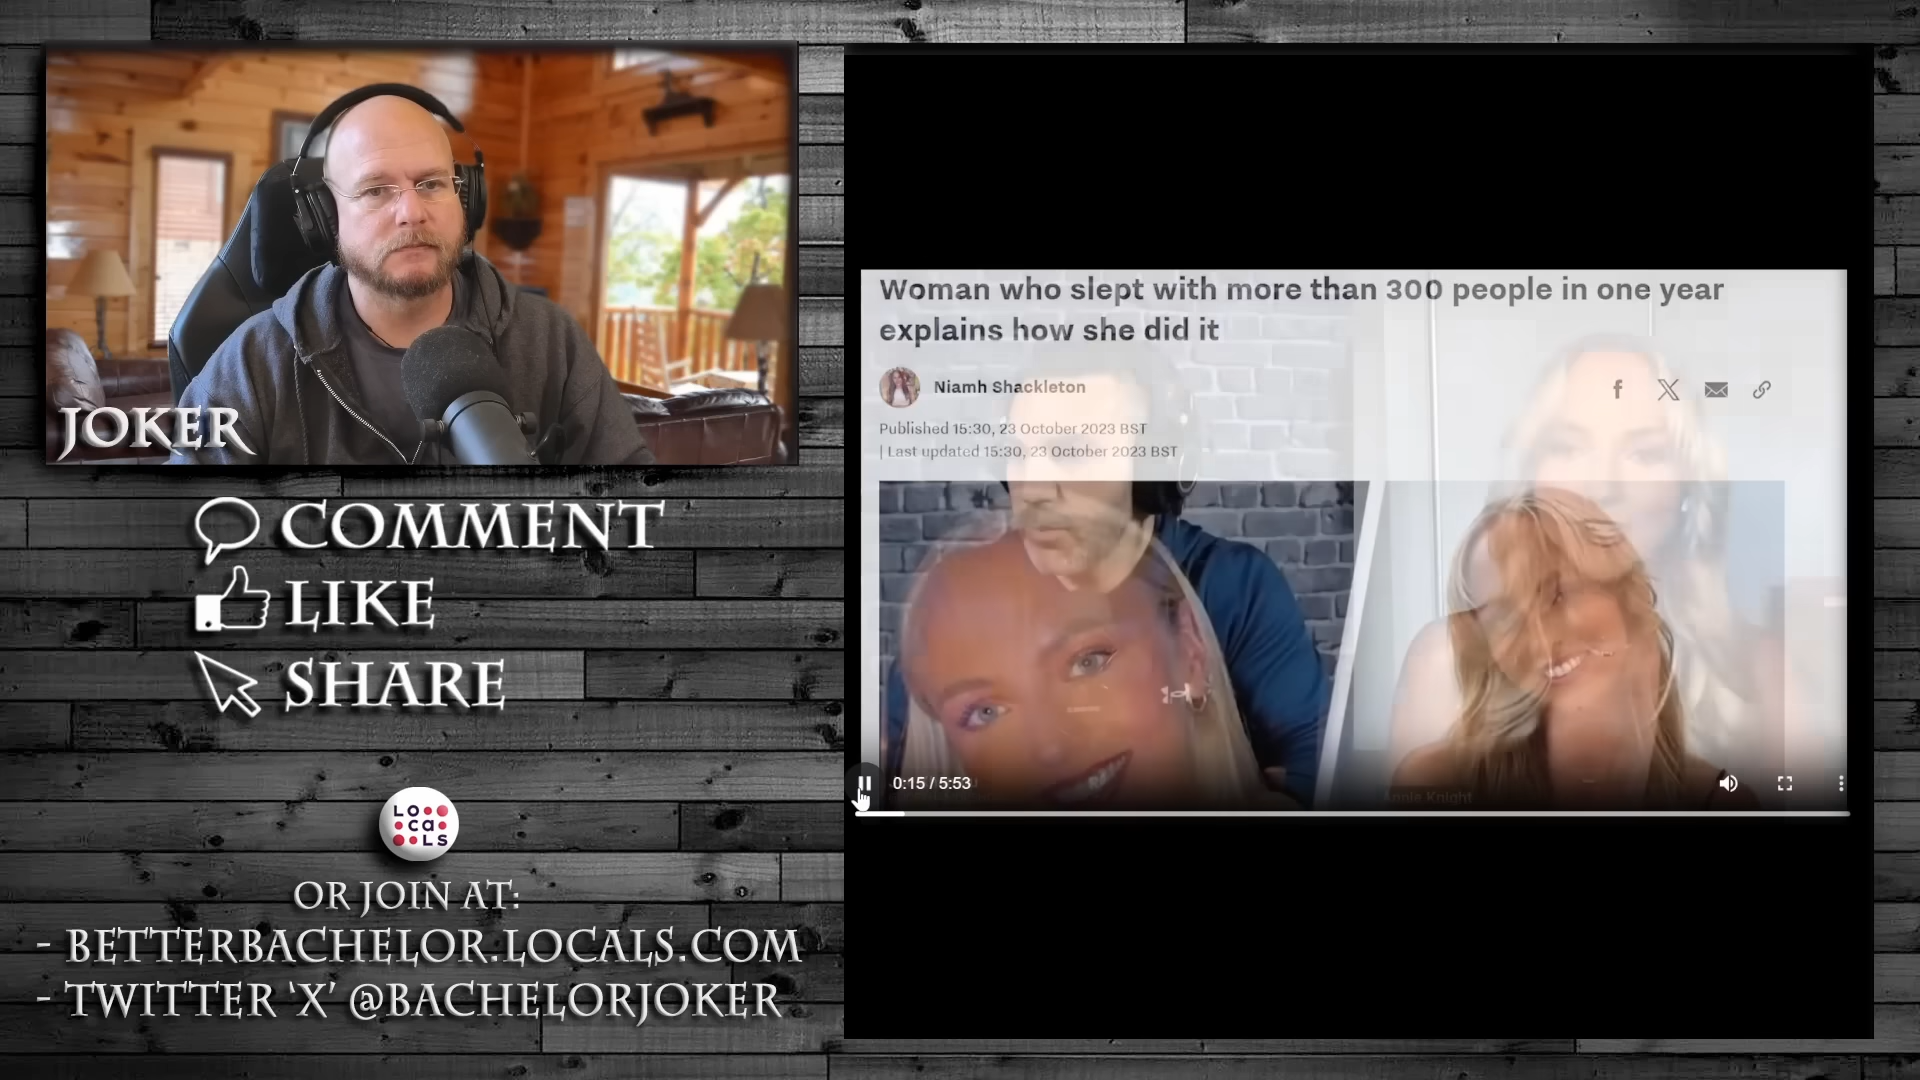 JOKER
COMMENT
LIKE
SHARE
LO
ca
LS
OR JOIN AT:
- BETTERBACHELOR.LOCALS.COM
- TWITTER ‘X’ @BACHELORJOKER
Woman who slept with more than 300 people in one year
explains how she did it
Niamh Shackleton
Published 15:30, 23 October 2023 BST
| Last updated 15:30, 23 October 2023 BST
0:15 / 5:53
Annie Knight